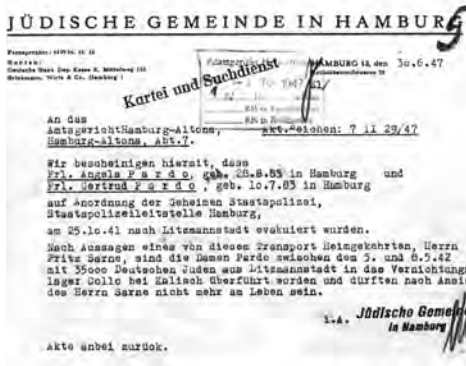 JÜDISCHE GEMEINDE IN HAMBURG
Konten:
HAMBURG 13, den 30.6.47
Kartei und Suchdienst
An das
Amtsgericht Hamburg-Altona,
Hamburg-Altona, Abt.7.
Akt.Zeichen: 7 II 29/47
Wir bescheinigen hiermit, dass
Frl. Angela Pardo, geb. 28.8.83 in Hamburg und
Frl. Gertrud Pardo, geb. 10.7.83 in Hamburg
auf Anordnung der Geheimen Staatspolizei,
Staatspolizeileitstelle Hamburg,
am 25.10.41 nach Litzmannstadt evakuiert wurden.
Nach Aussagen eines von diesem Transport Heimgekehrten, Herrn
Fritz Sarne, sind die Damen Pardo zwischen dem 5. und 8.5.42
mit 35000 Deutschen Juden aus Litzmannstadt in das Vernichtung
lager Collo bei Kalisch überführt worden und dürften nach Ansi
des Herrn Sarne nicht mehr am Leben sein.
i.A. Jüdische Geme
in Hamburg
Akte anbei zurück.